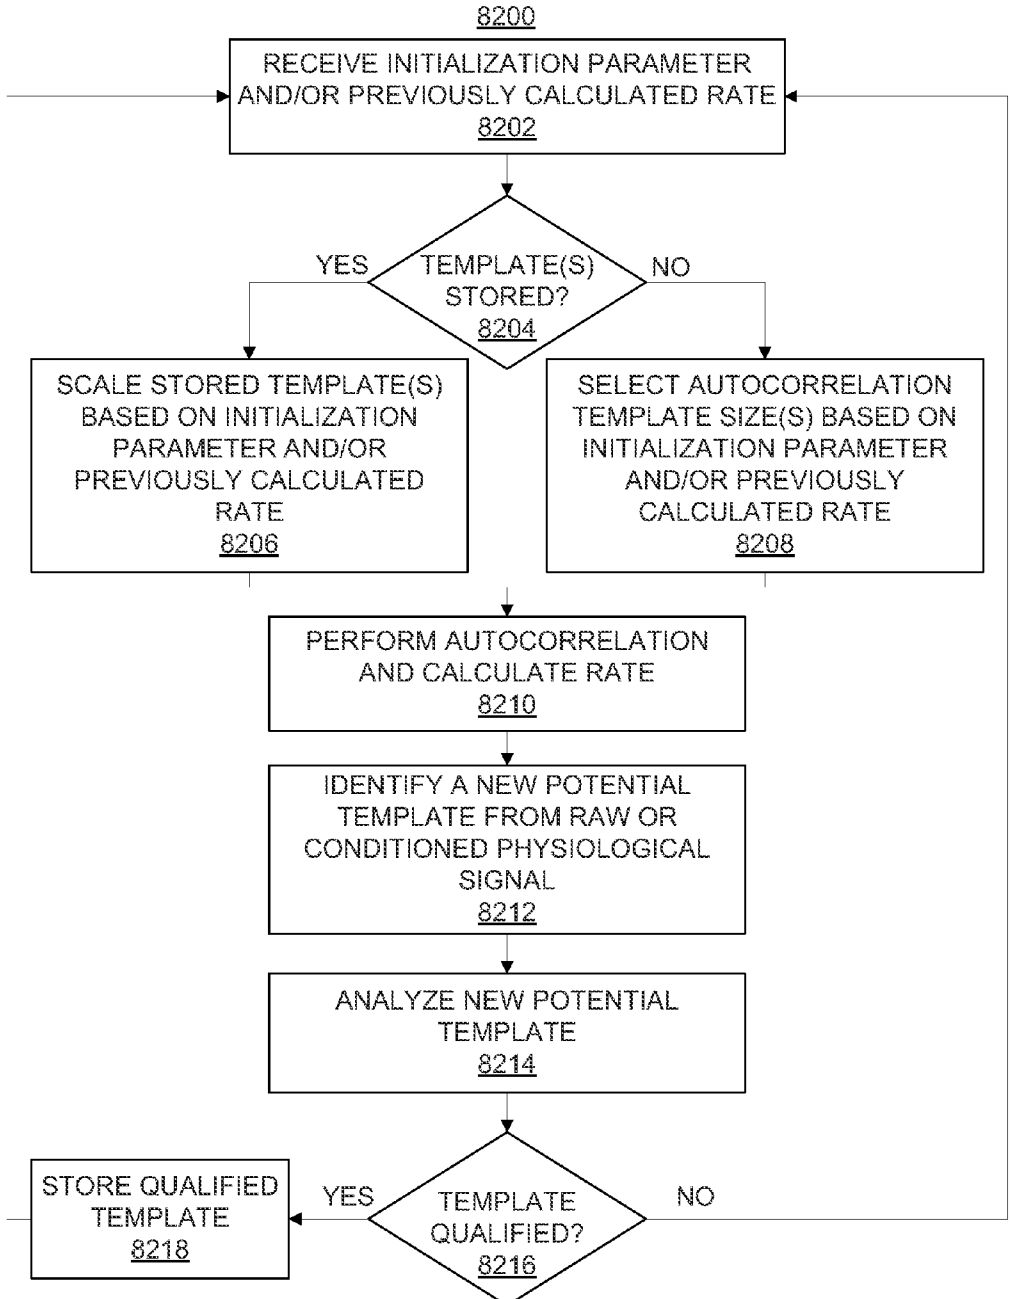 8200
RECEIVE INITIALIZATION PARAMETER
AND/OR PREVIOUSLY CALCULATED RATE
8202
YES
TEMPLATE(S)
STORED?
8204
NO
SCALE STORED TEMPLATE(S)
BASED ON INITIALIZATION
PARAMETER AND/OR
PREVIOUSLY CALCULATED
RATE
8206
SELECT AUTOCORRELATION
TEMPLATE SIZE(S) BASED ON
INITIALIZATION PARAMETER
AND/OR PREVIOUSLY
CALCULATED RATE
8208
PERFORM AUTOCORRELATION
AND CALCULATE RATE
8210
IDENTIFY A NEW POTENTIAL
TEMPLATE FROM RAW OR
CONDITIONED PHYSIOLOGICAL
SIGNAL
8212
ANALYZE NEW POTENTIAL
TEMPLATE
8214
STORE QUALIFIED
TEMPLATE
8218
YES
TEMPLATE
QUALIFIED?
8216
NO